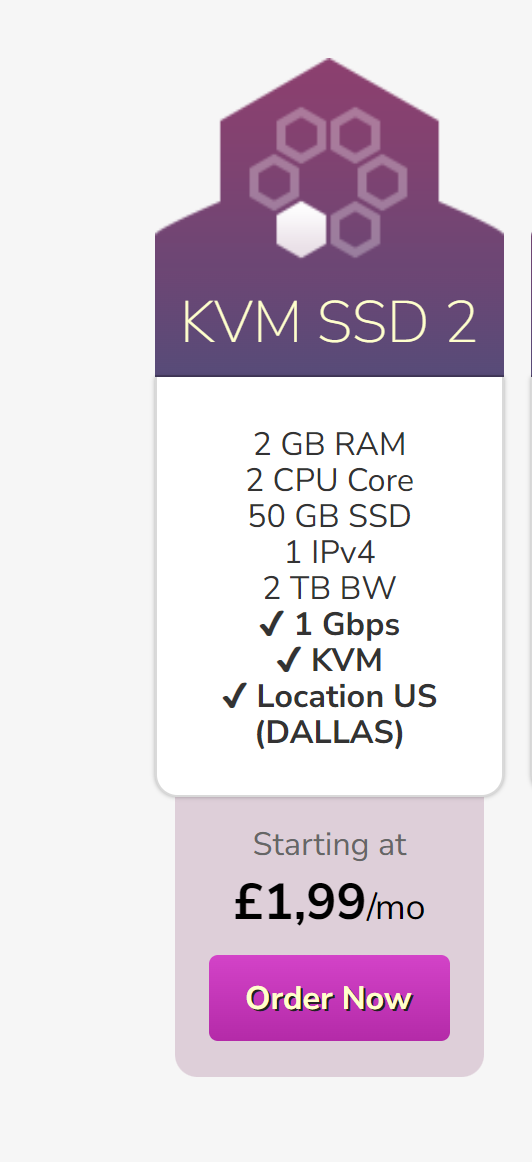 KVM SSD 2
2 GB RAM
2 CPU Core
50 GB SSD
1 IPv4
2 TB BW
✔ 1 Gbps
✔ KVM
✔ Location US
(DALLAS)
Starting at
£1,99/mo
Order Now